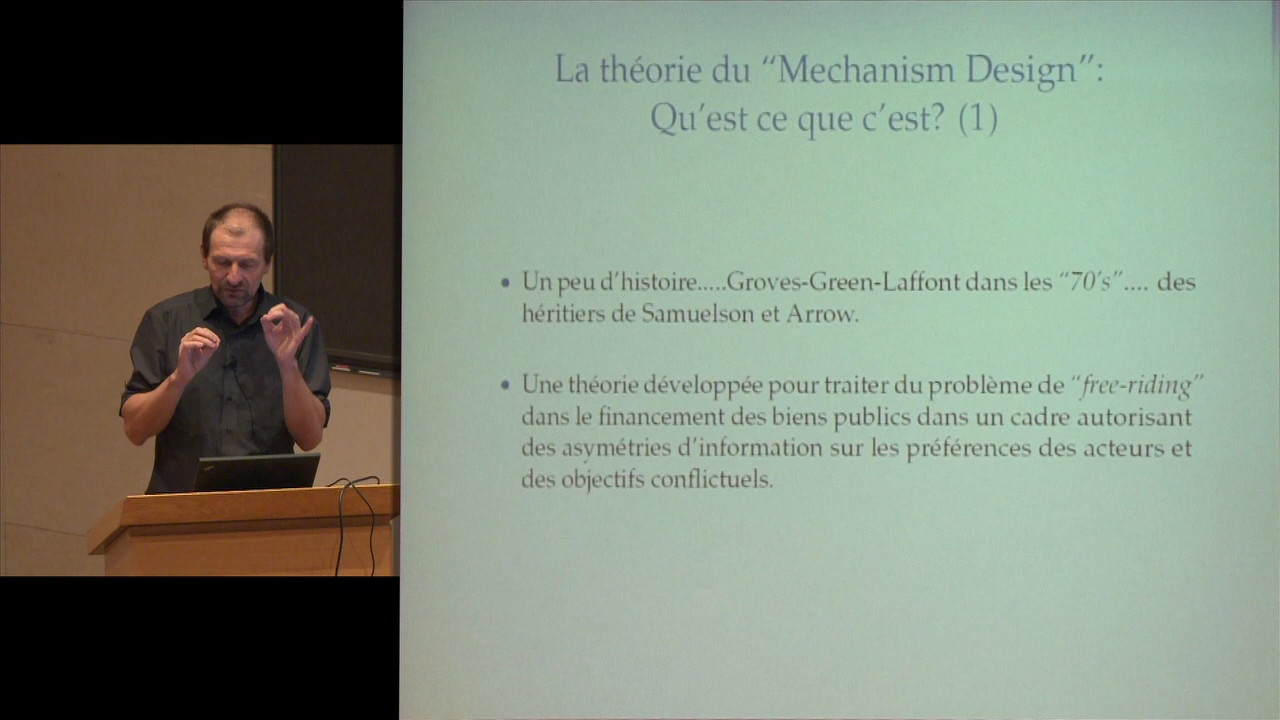 La théorie du “Mechanism Design”:
Qu’est ce que c’est? (1)
• Un peu d’histoire.....Groves-Green-Laffont dans les “70’s”.... des
héritiers de Samuelson et Arrow.
• Une théorie développée pour traiter du problème de “free-riding”
dans le financement des biens publics dans un cadre autorisant
des asymétries d’information sur les préférences des acteurs et
des objectifs conflictuels.